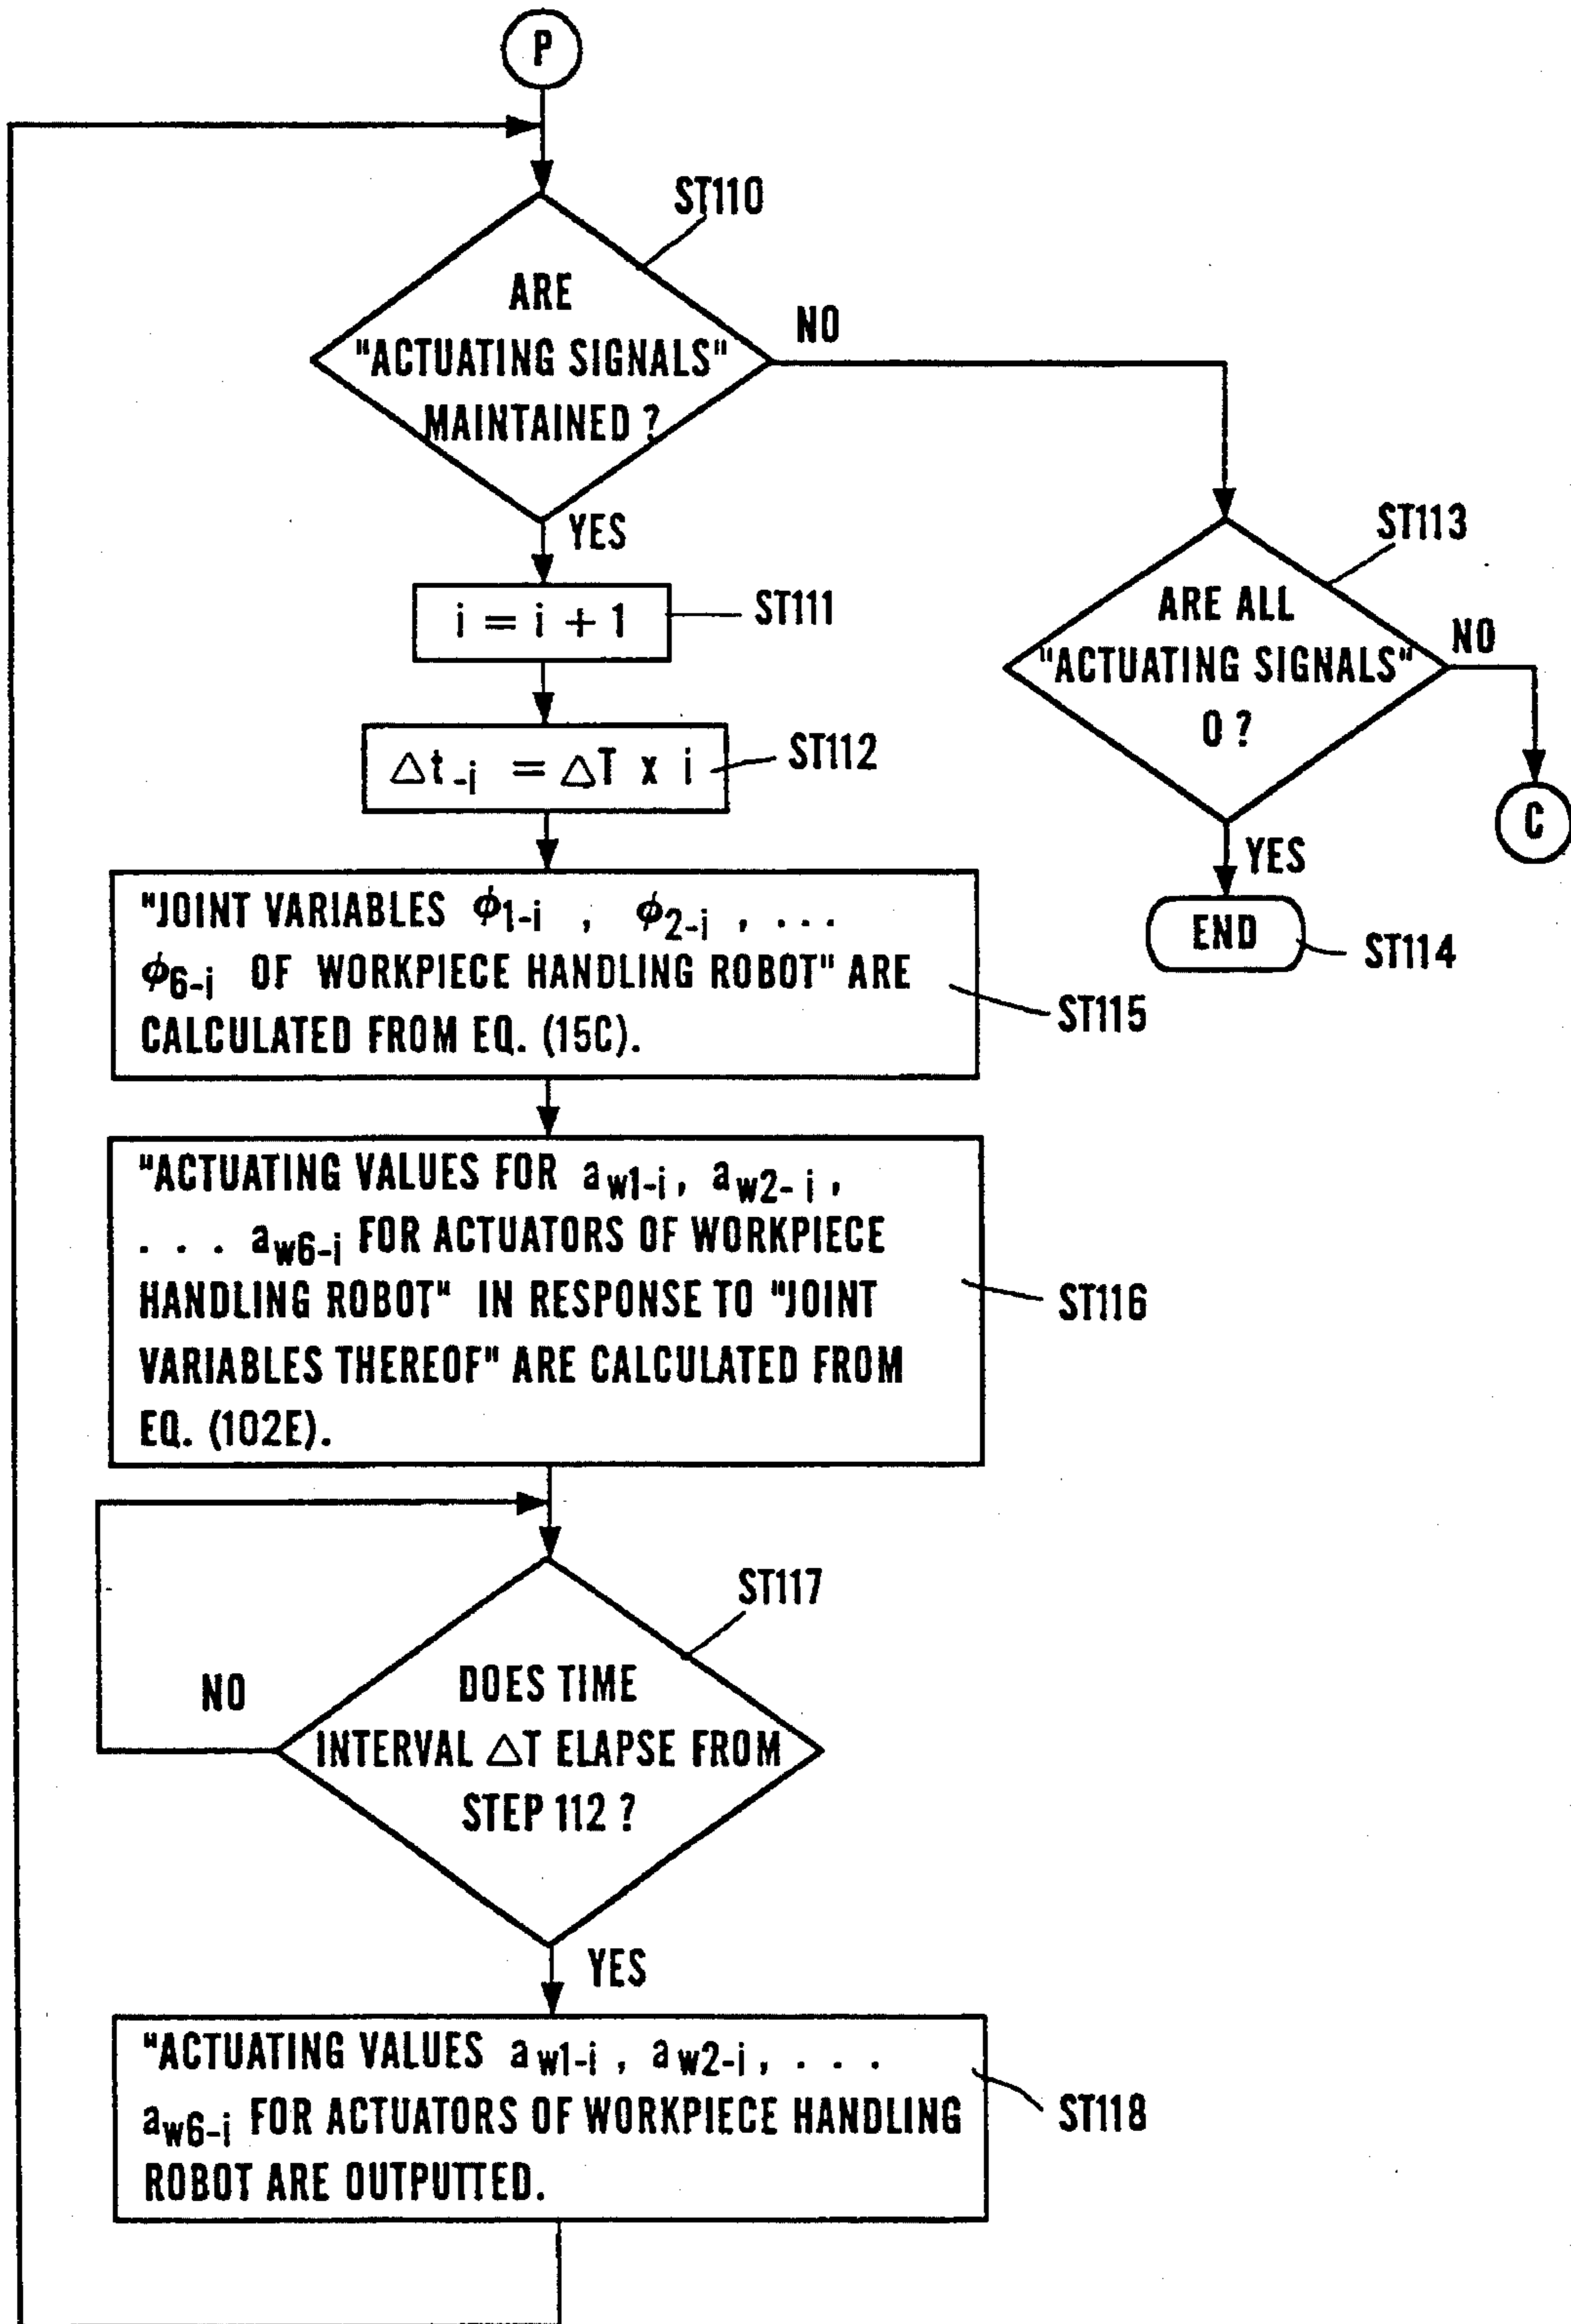 P
ST110
ARE
"ACTUATING SIGNALS"
MAINTAINED ?
NO
YES
ST113
ARE ALL
"ACTUATING SIGNALS"
0 ?
NO
C
YES
END
ST114
i = i + 1
ST111
△t-i = △T x i
ST112
"JOINT VARIABLES ϕ1-i , ϕ2-i , ...
ϕ6-i OF WORKPIECE HANDLING ROBOT" ARE
CALCULATED FROM EQ. (15C).
ST115
"ACTUATING VALUES FOR aw1-i, aw2-i,
. . . aw6-i FOR ACTUATORS OF WORKPIECE
HANDLING ROBOT" IN RESPONSE TO "JOINT
VARIABLES THEREOF" ARE CALCULATED FROM
EQ. (102E).
ST116
ST117
DOES TIME
INTERVAL △T ELAPSE FROM
STEP 112 ?
NO
YES
"ACTUATING VALUES aw1-i , aw2-i, . . .
aw6-i FOR ACTUATORS OF WORKPIECE HANDLING
ROBOT ARE OUTPUTTED.
ST118